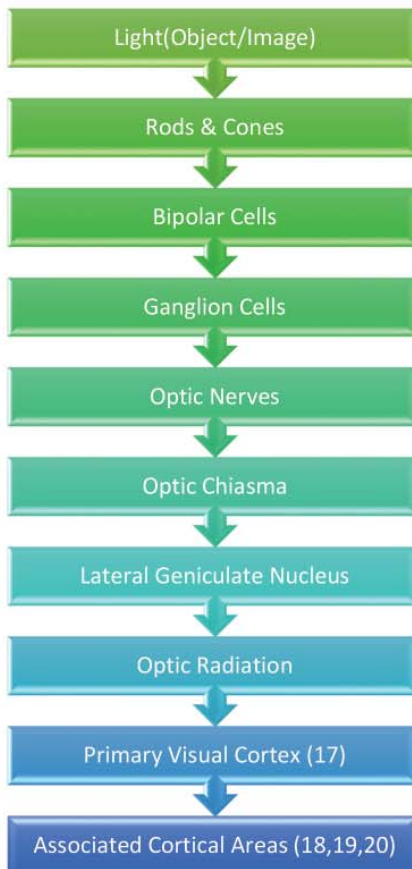 Light(Object/Image)
Rods & Cones
Bipolar Cells
Ganglion Cells
Optic Nerves
Optic Chiasma
Lateral Geniculate Nucleus
Optic Radiation
Primary Visual Cortex (17)
Associated Cortical Areas (18,19,20)